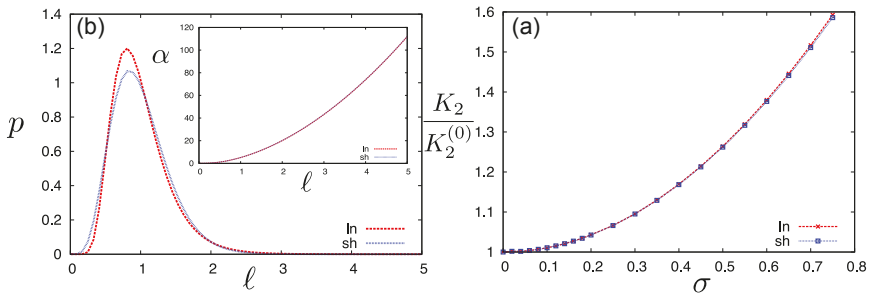 (b)
p
1.4
1.2
1
0.8
0.6
0.4
0.2
0
0 1 2 3 4 5
ℓ
ln
sh
α
120
100
80
60
40
20
0
0 1 2 3 4 5
ℓ
ln
sh
(a)
K₂
K₂⁽⁰⁾
1.6
1.5
1.4
1.3
1.2
1.1
1
0 0.1 0.2 0.3 0.4 0.5 0.6 0.7 0.8
σ
ln
sh